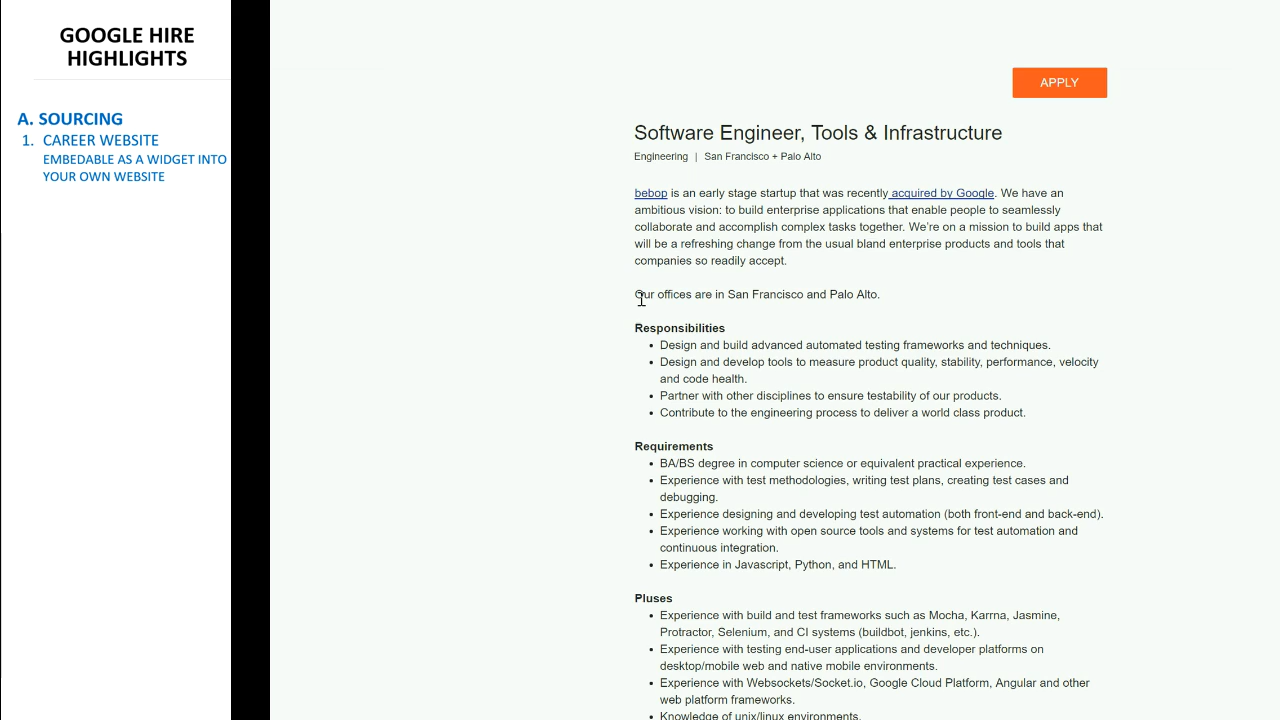 GOOGLE HIRE
HIGHLIGHTS
A. SOURCING
1. CAREER WEBSITE
EMBEDABLE AS A WIDGET INTO
YOUR OWN WEBSITE
APPLY
Software Engineer, Tools & Infrastructure
Engineering | San Francisco + Palo Alto
bebop is an early stage startup that was recently acquired by Google. We have an
ambitious vision: to build enterprise applications that enable people to seamlessly
collaborate and accomplish complex tasks together. We're on a mission to build apps that
will be a refreshing change from the usual bland enterprise products and tools that
companies so readily accept.
Our offices are in San Francisco and Palo Alto.
Responsibilities
• Design and build advanced automated testing frameworks and techniques.
• Design and develop tools to measure product quality, stability, performance, velocity
and code health.
• Partner with other disciplines to ensure testability of our products.
• Contribute to the engineering process to deliver a world class product.
Requirements
• BA/BS degree in computer science or equivalent practical experience.
• Experience with test methodologies, writing test plans, creating test cases and
debugging.
• Experience designing and developing test automation (both front-end and back-end).
• Experience working with open source tools and systems for test automation and
continuous integration.
• Experience in Javascript, Python, and HTML.
Pluses
• Experience with build and test frameworks such as Mocha, Karrna, Jasmine,
Protractor, Selenium, and CI systems (buildbot, jenkins, etc.).
• Experience with testing end-user applications and developer platforms on
desktop/mobile web and native mobile environments.
• Experience with Websockets/Socket.io, Google Cloud Platform, Angular and other
web platform frameworks.
• Knowledge of unix/linux environments.